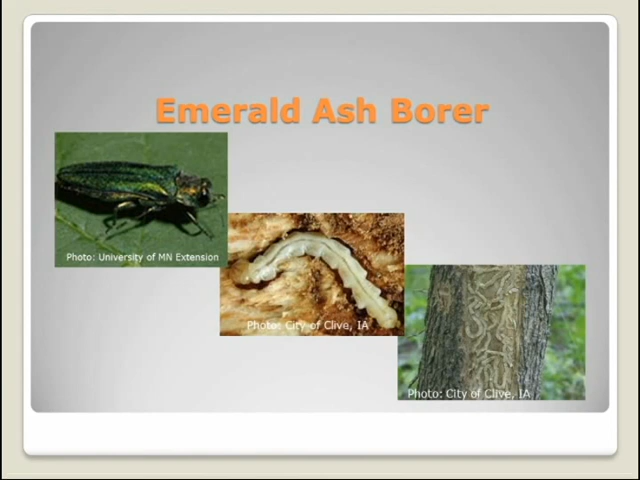 Emerald Ash Borer
Photo: University of MN Extension
Photo: City of Clive, IA
Photo: City of Clive, IA